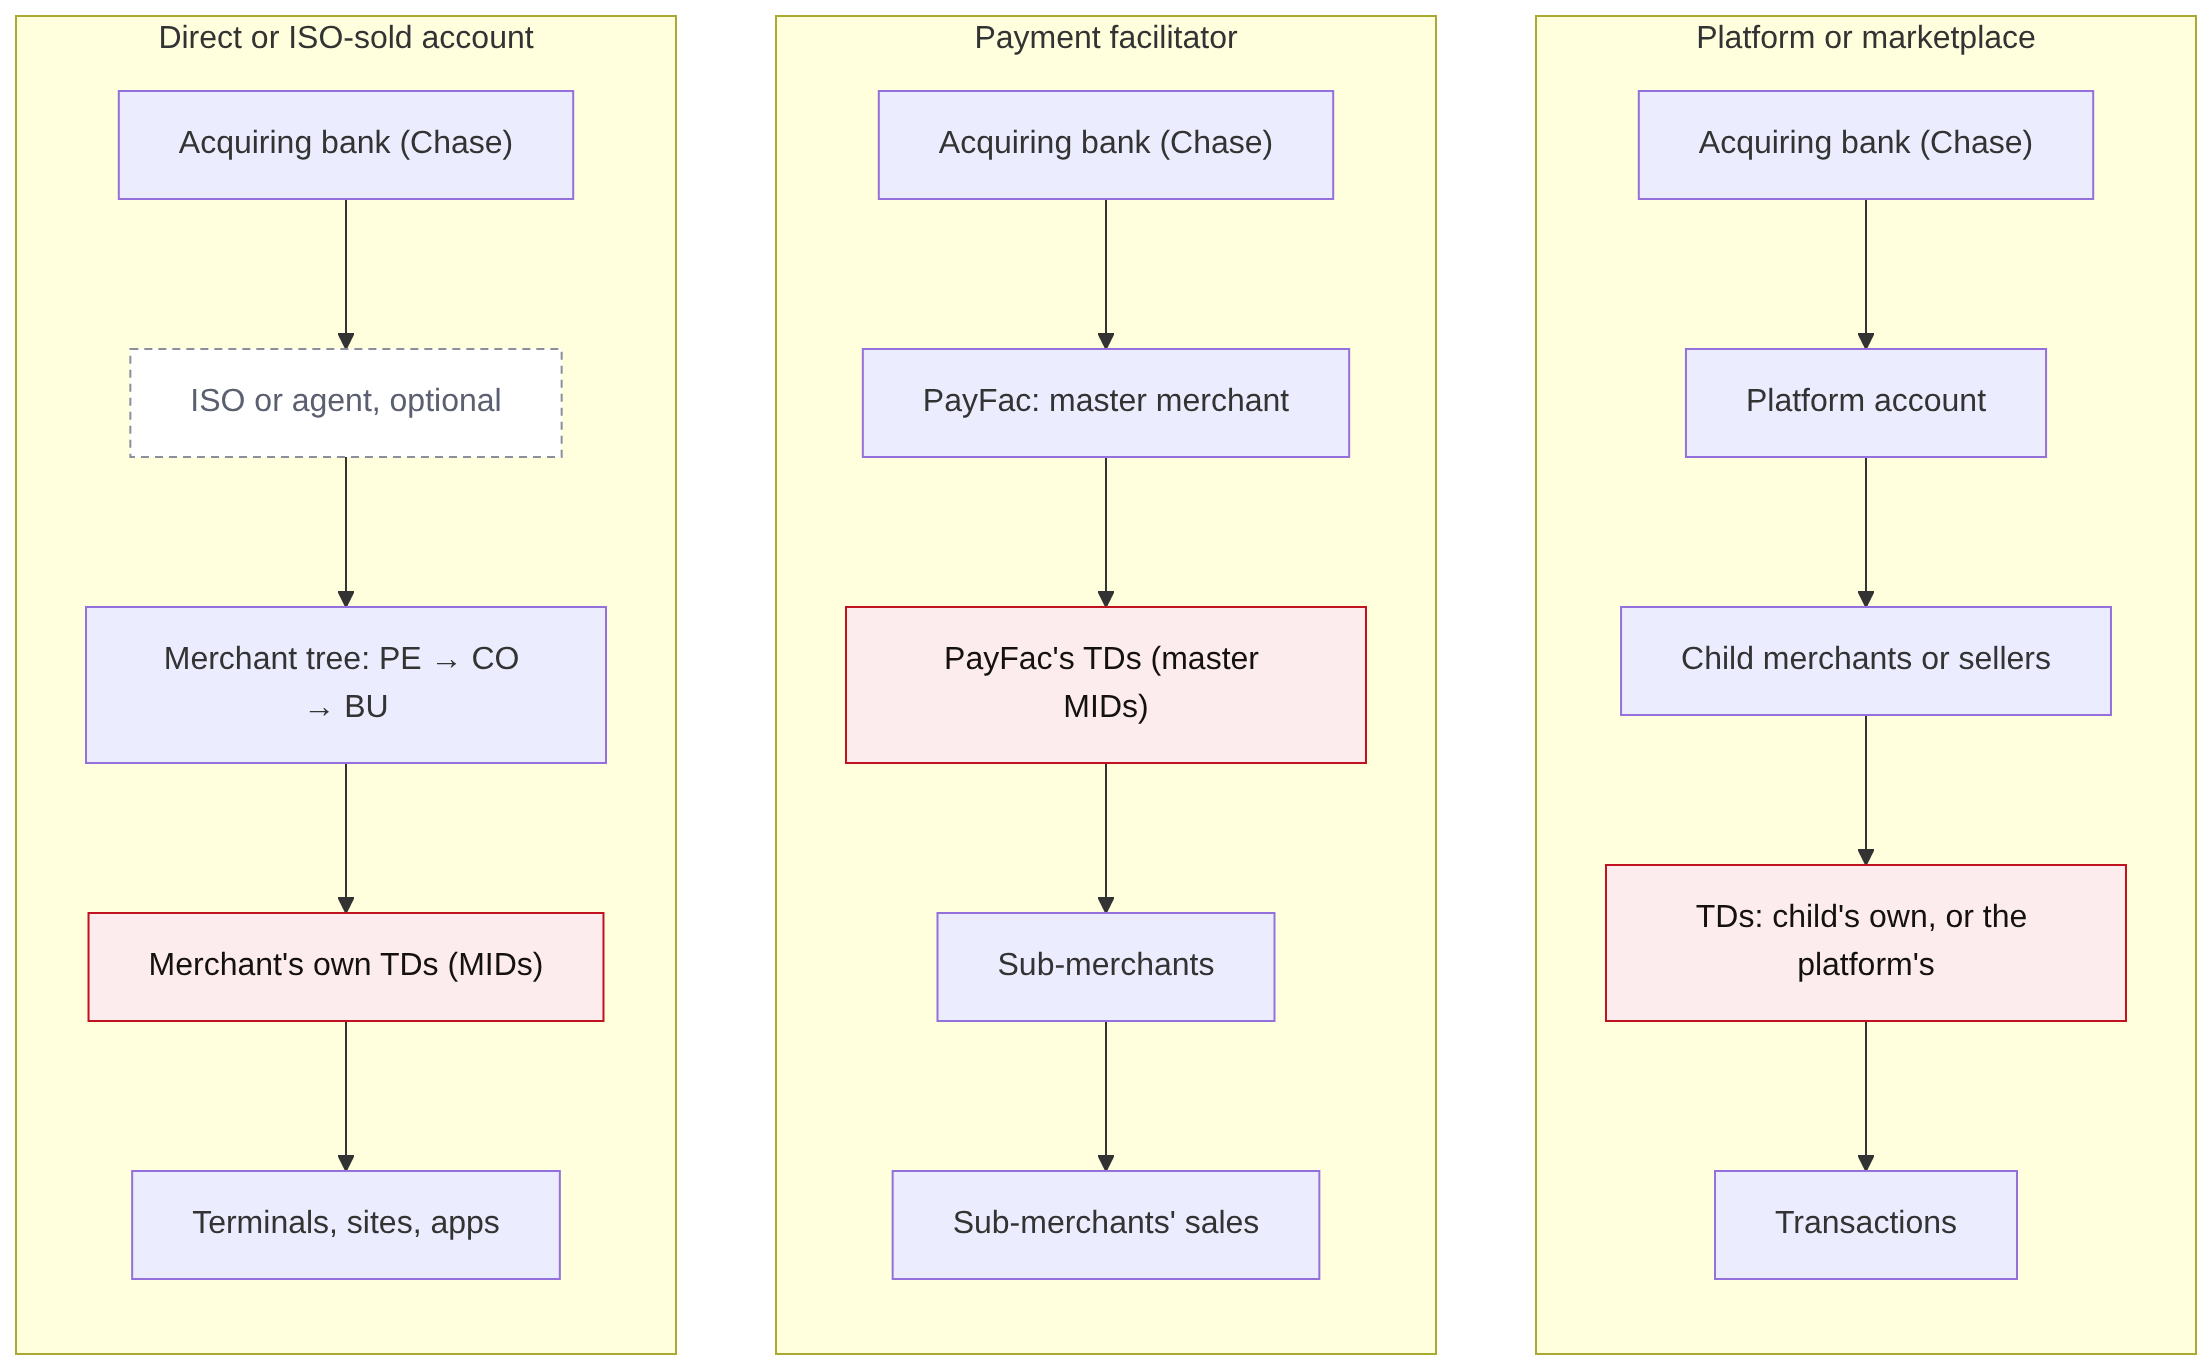 Direct or ISO-sold account
Acquiring bank (Chase)
ISO or agent, optional
Merchant tree: PE → CO
→ BU
Merchant's own TDs (MIDs)
Terminals, sites, apps
Payment facilitator
Acquiring bank (Chase)
PayFac: master merchant
PayFac's TDs (master
MIDs)
Sub-merchants
Sub-merchants' sales
Platform or marketplace
Acquiring bank (Chase)
Platform account
Child merchants or sellers
TDs: child's own, or the
platform's
Transactions